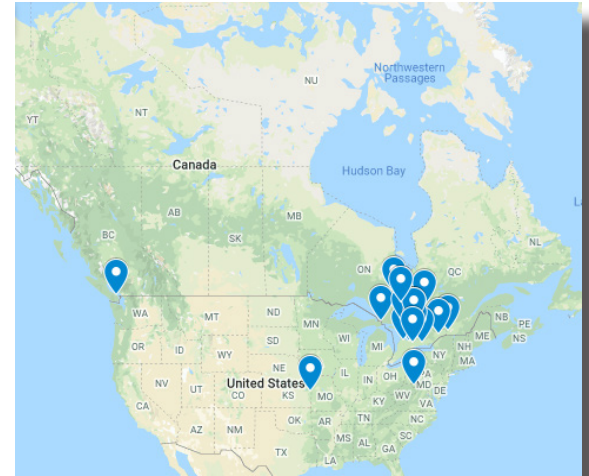 Northwestern
Passages
NU
YT
NT
Canada
Hudson Bay
AB
MB
BC
SK
NL
ON
QC
WA
MT
ND
MN
NB
PE
NS
ME
OR
ID
SD
WI
MI
NY
NH
MA
WY
NE
IL
IN
OH
PA
MD
DE
NV
UT
United States
CO
KS
MO
WV
VA
KY
CA
AZ
NM
OK
AR
TN
NC
SC
MS
AL
GA
TX
LA